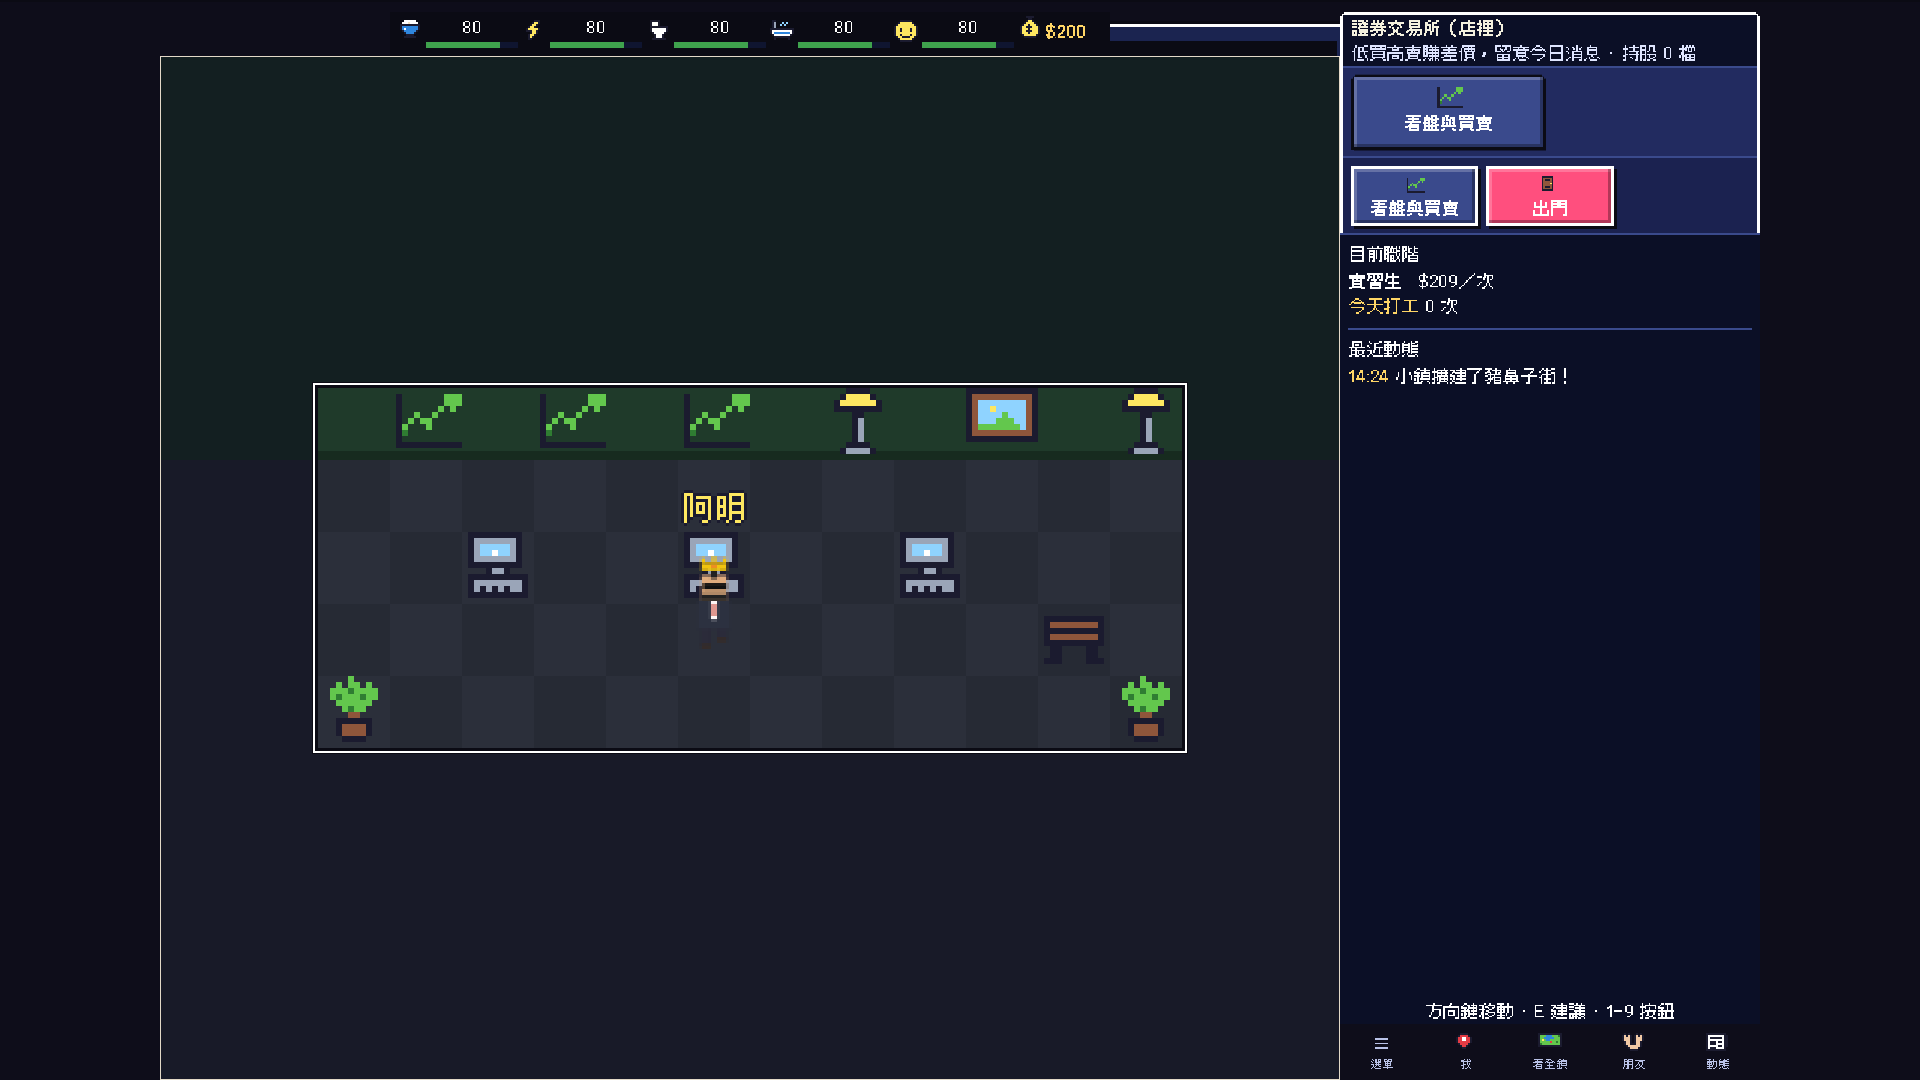 80
80
80
80
80
$200
證券交易所（店裡）
低買高賣賺差價，留意今日消息 · 持股 0 檔
看盤與買賣
看盤與買賣
出門
目前職階
實習生 $209／次
今天打工 0 次
最近動態
14:24 小鎮擴建了豬鼻子街！
阿明
方向鍵移動 · E 建議 · 1-9 按鈕
選單
我
看全鎮
朋友
動態